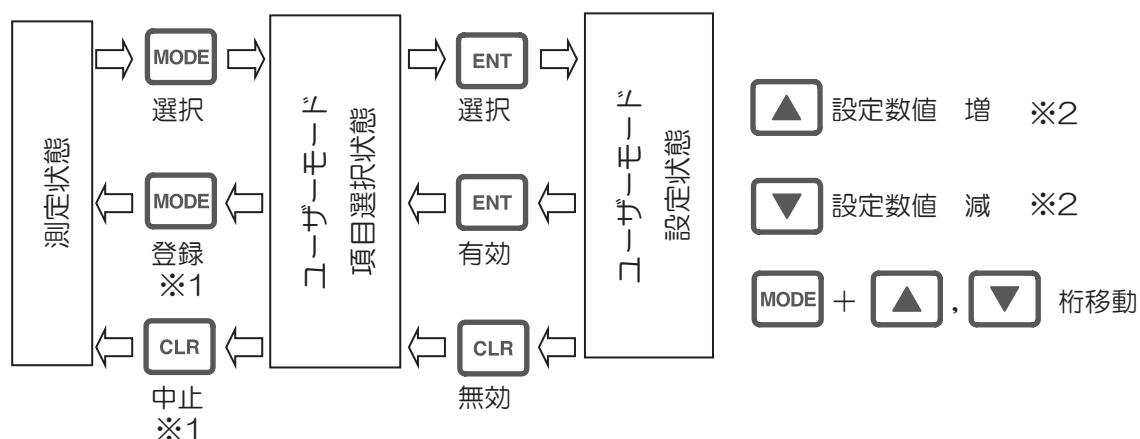 測定状態
MODE
選択
MODE
登録
※1
CLR
中止
※1
ユーザーモード
項目選択状態
ENT
選択
ENT
有効
CLR
無効
ユーザーモード
設定状態
▲ 設定数値 増 ※2
▼ 設定数値 減 ※2
MODE + ▲ , ▼ 桁移動